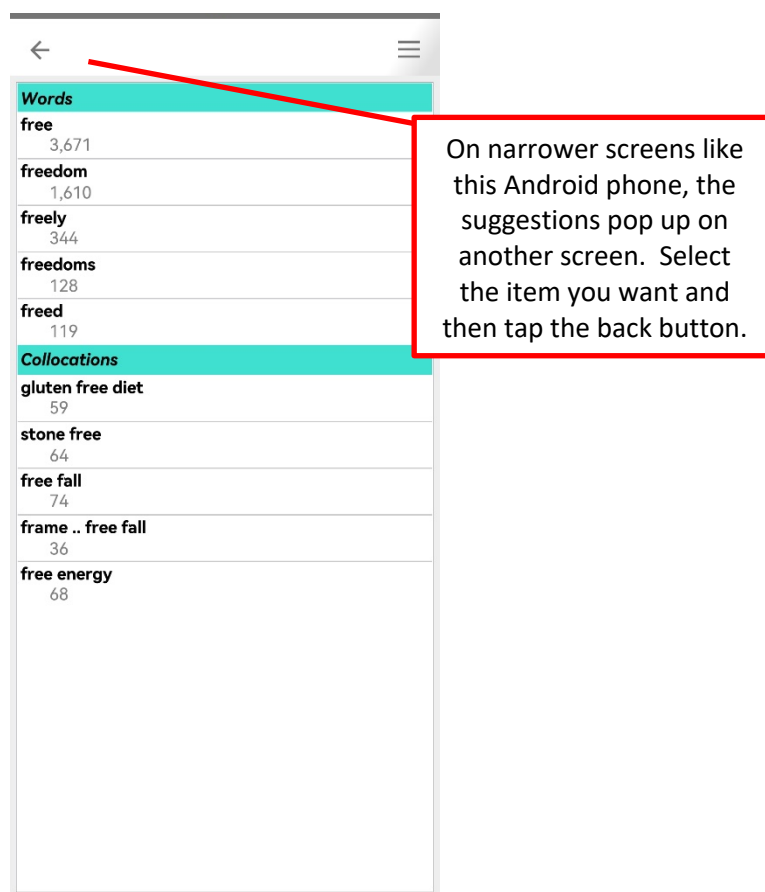 Words
free
3,671
freedom
1,610
freely
344
freedoms
128
freed
119
Collocations
gluten free diet
59
stone free
64
free fall
74
frame .. free fall
36
free energy
68
On narrower screens like
this Android phone, the
suggestions pop up on
another screen.  Select
the item you want and
then tap the back button.